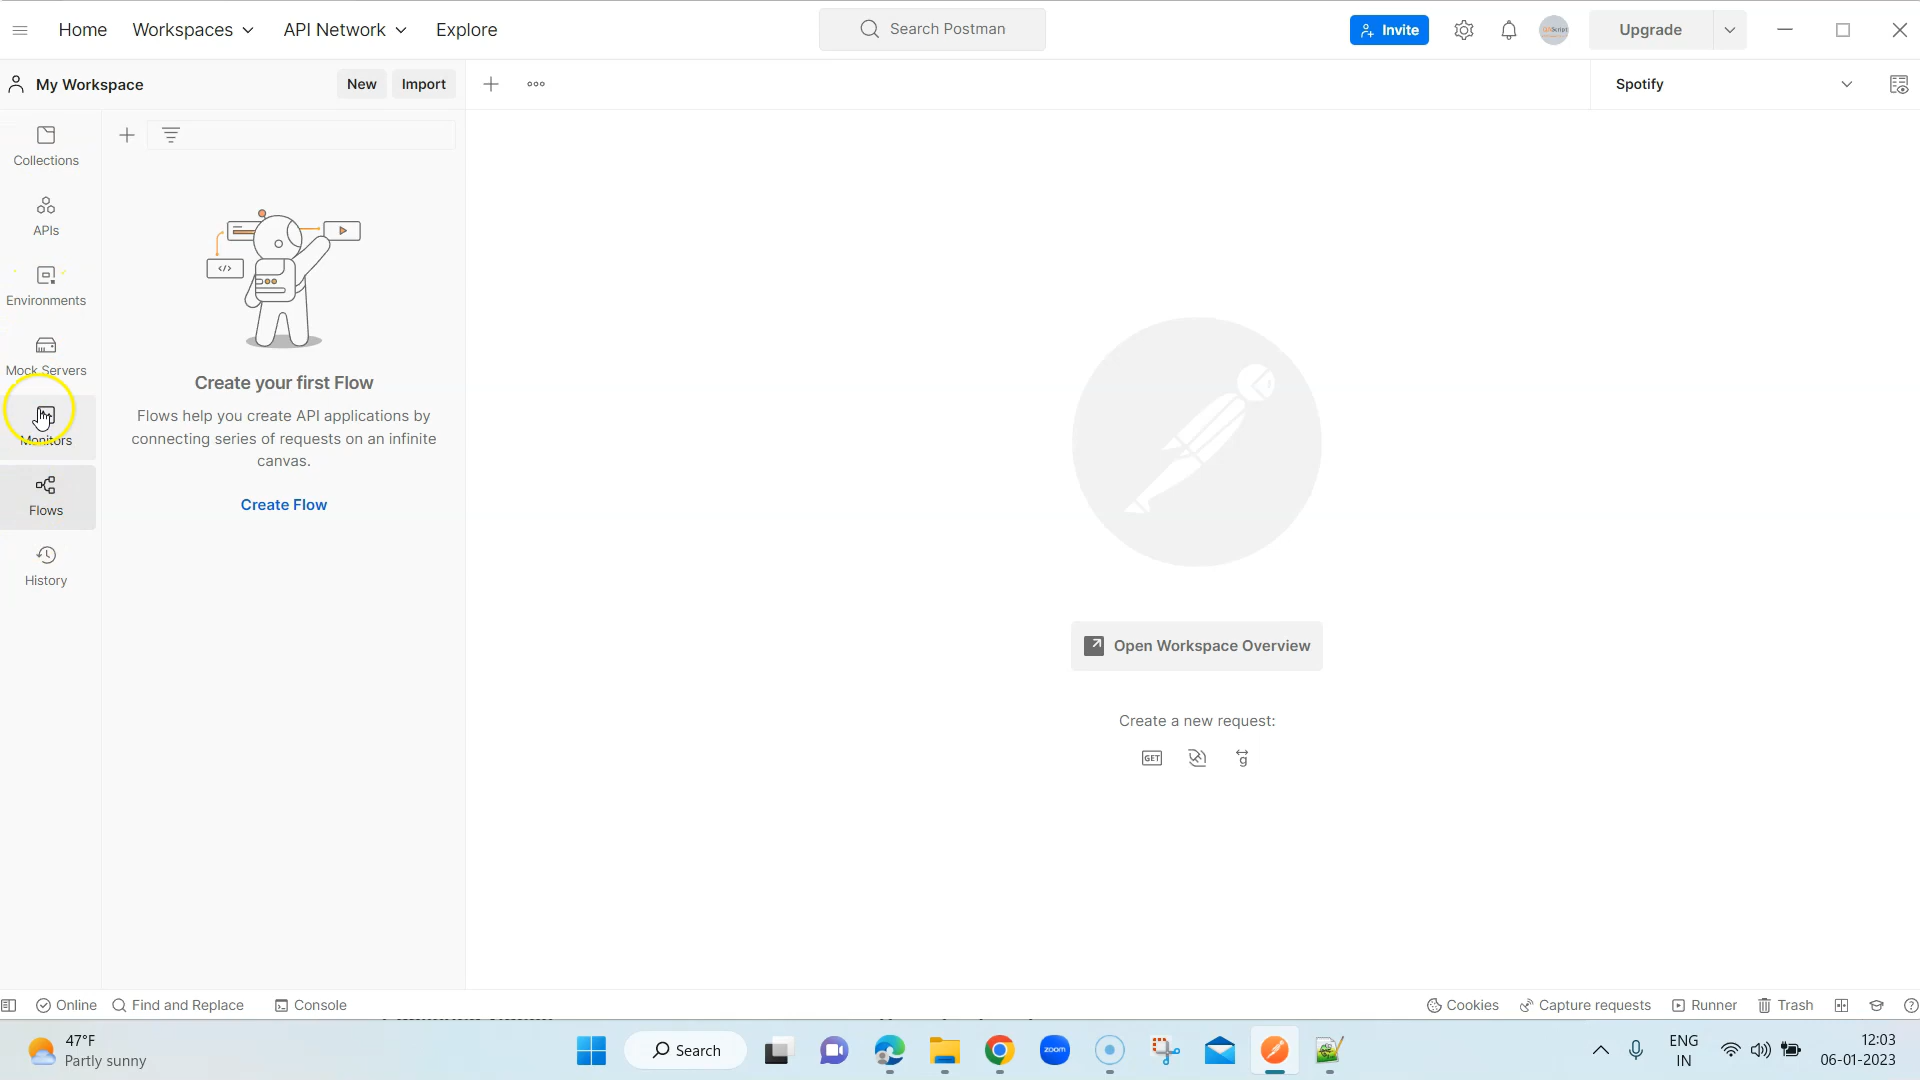 Home Workspaces API Network Explore
Search Postman
Invite
Upgrade
My Workspace
New Import
Spotify
Collections
APIs
Environments
Mock Servers
Monitors
Flows
History
</>
Create your first Flow
Flows help you create API applications by
connecting series of requests on an infinite
canvas.
Create Flow
Open Workspace Overview
Create a new request:
GET
g
Online Find and Replace Console
Cookies Capture requests Runner Trash
47°F
Partly sunny
Search
zoom
ENG
IN
12:03
06-01-2023